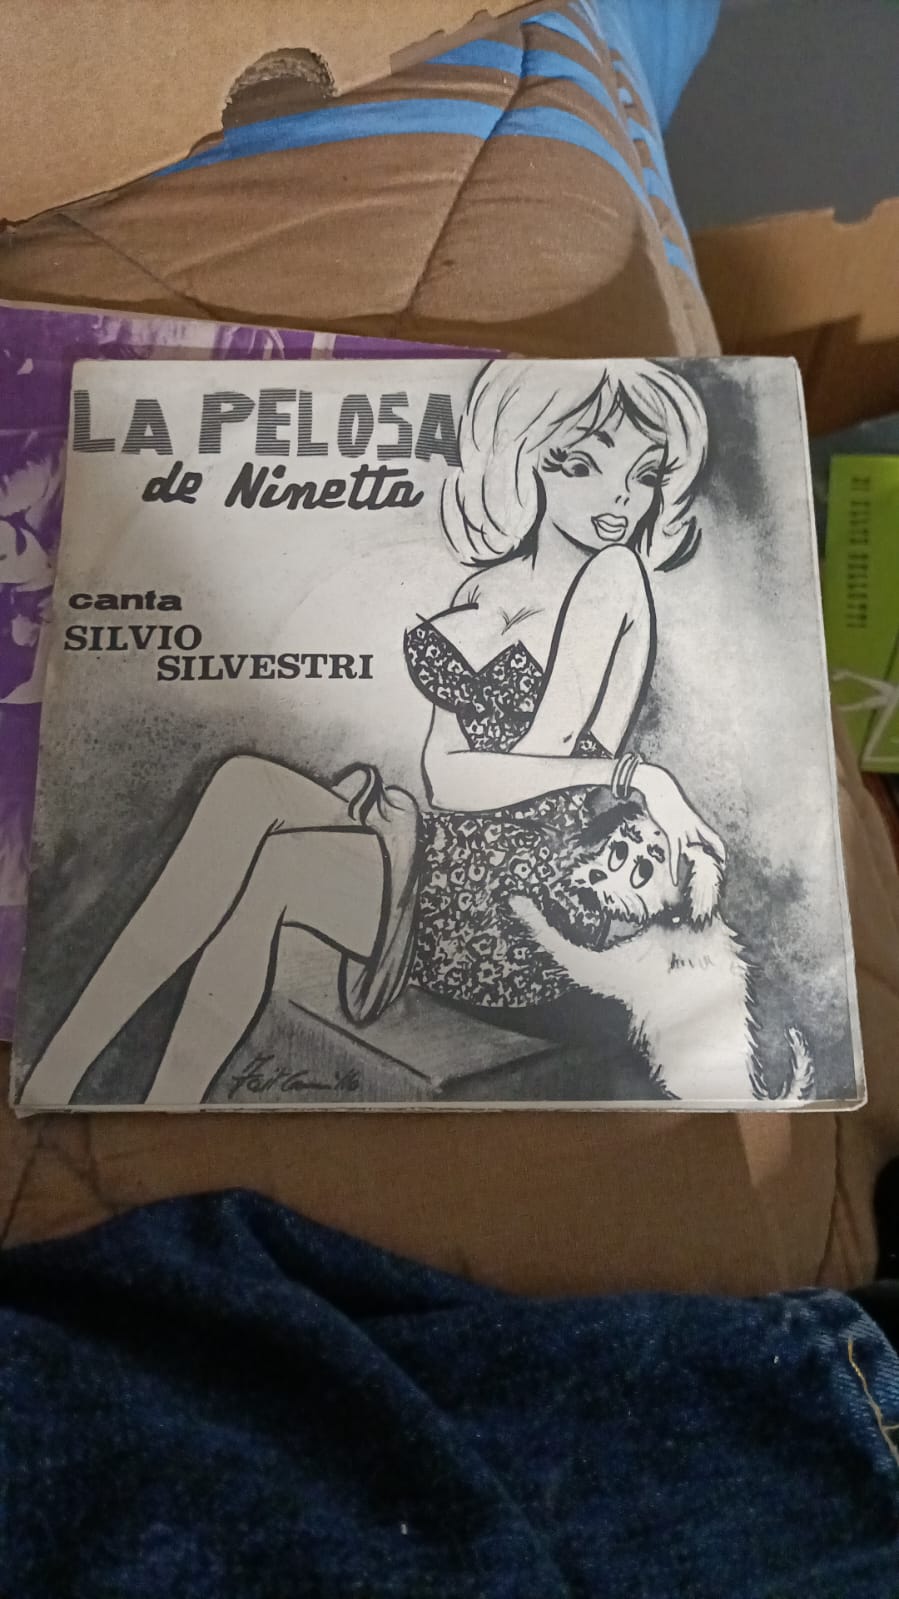 LA PELOSA
de Ninetta
canta
SILVIO
SILVESTRI